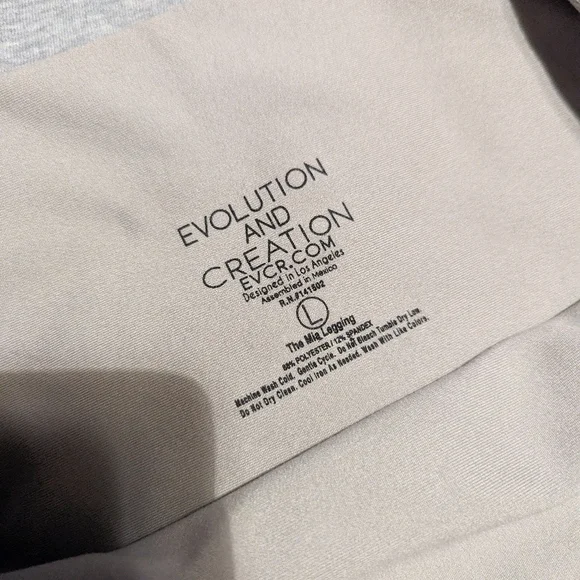 EVOLUTION
AND
CREATION
EVCR.COM
Designed in Los Angeles
Assembled in Mexico
R.N.#141502
L
The Mia Legging
88% POLYESTER / 12% SPANDEX
Machine Wash Cold. Gentle Cycle. Do Not Bleach Tumble Dry Low.
Do Not Dry Clean. Cool Iron As Needed. Wash With Like Colors.